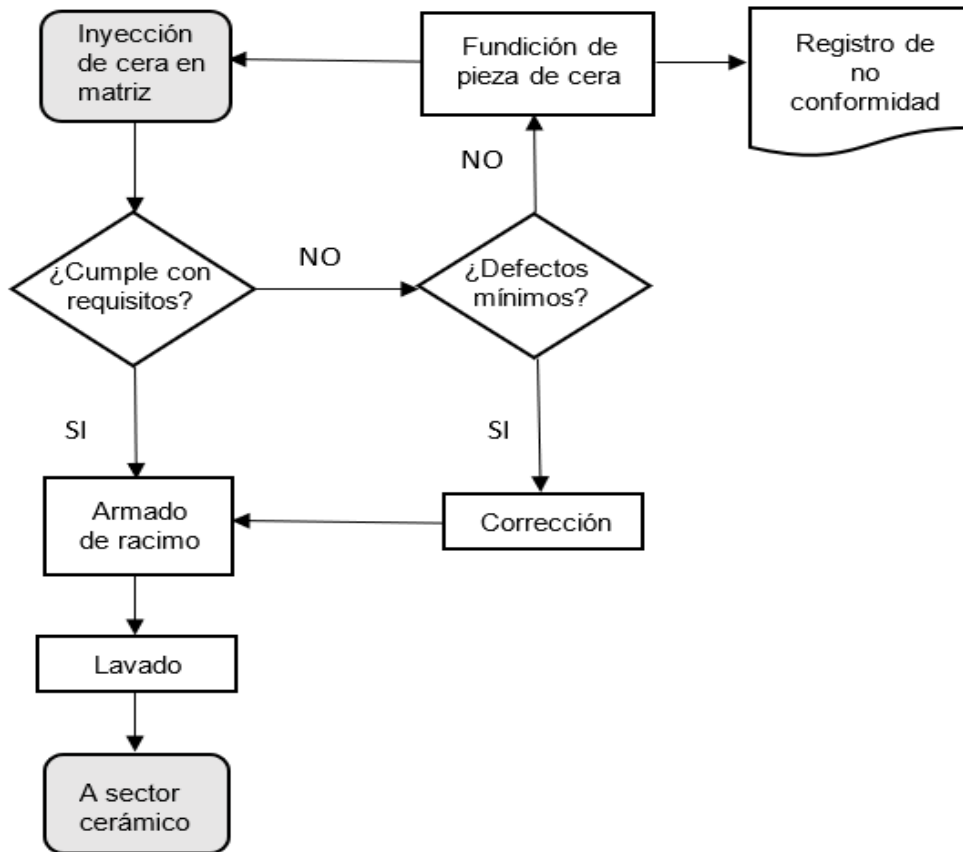 Inyección
de cera en
matriz
Fundición de
pieza de cera
Registro de
no
conformidad
NO
¿Cumple con
requisitos?
NO
¿Defectos
mínimos?
SI
SI
Armado
de racimo
Corrección
Lavado
A sector
cerámico